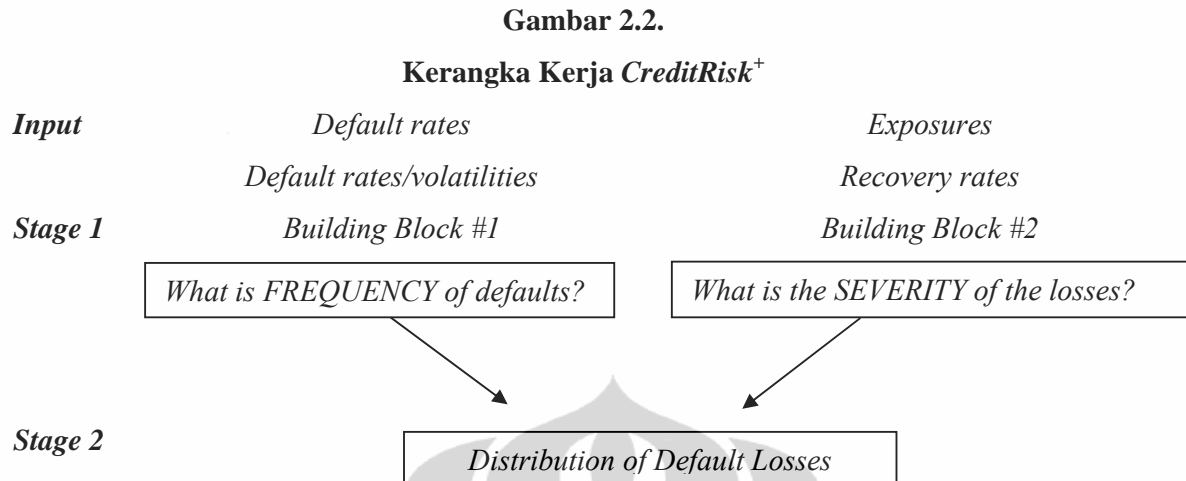 Gambar 2.2.
Kerangka Kerja CreditRisk+
Input Default rates Exposures
Default rates/volatilities Recovery rates
Stage 1 Building Block #1 Building Block #2
What is FREQUENCY of defaults? What is the SEVERITY of the losses?
Stage 2 Distribution of Default Losses